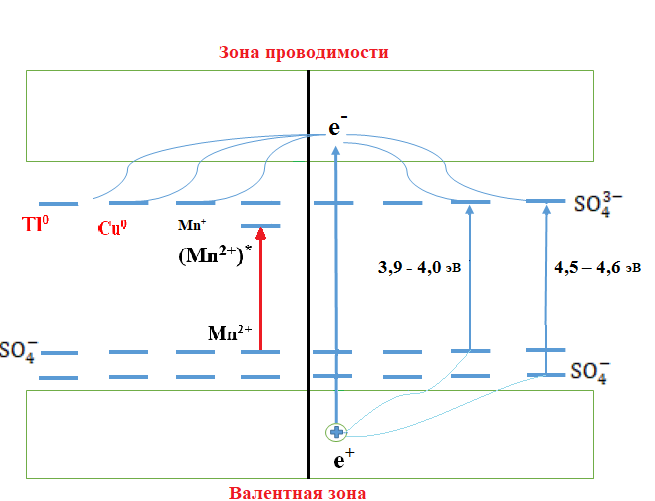 Зона проводимости
e⁻
Tl⁰
Cu⁰
Mn⁺
SO₄³⁻
(Mn²⁺)*
3,9 - 4,0 эВ
4,5 – 4,6 эВ
Mn²⁺
SO₄⁻
SO₄⁻
e⁺
Валентная зона